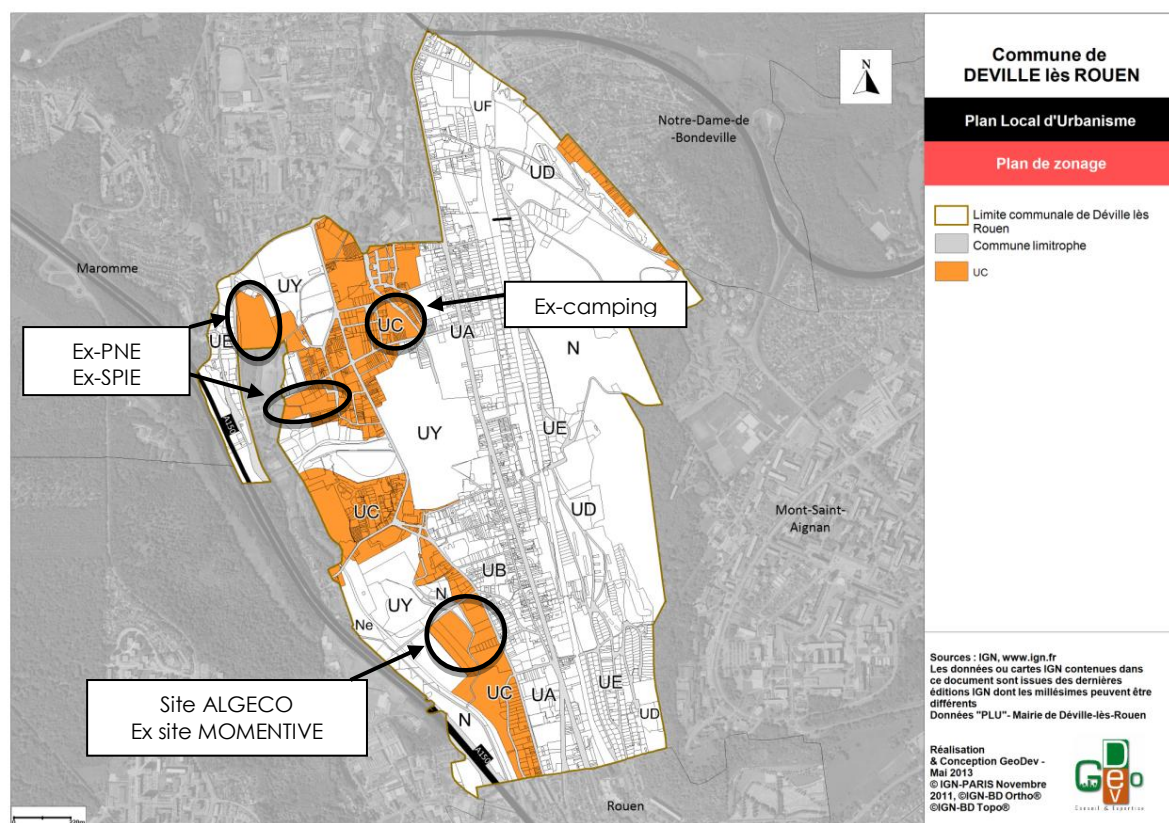 Commune de
DEVILLE lès ROUEN
Plan Local d'Urbanisme
Plan de zonage
Limite communale de Déville lès
Rouen
Commune limitrophe
UC
N
Notre-Dame-de
-Bondeville
Maromme
Mont-Saint-
Aignan
Rouen
UF
UD
UY
UE
UC
UA
N
Ex-camping
Ex-PNE
Ex-SPIE
A150
UY
UE
UC
UD
UB
N
UY
Ne
Site ALGECO
Ex site MOMENTIVE
UC
UA
UE
UD
N
A150
Sources : IGN, www.ign.fr
Les données ou cartes IGN contenues dans
ce document sont issues des dernières
éditions IGN dont les millésimes peuvent être
différents
Données "PLU"- Mairie de Déville-lès-Rouen
Réalisation
& Conception GeoDev -
Mai 2013
© IGN-PARIS Novembre
2011, ©IGN-BD Ortho®
©IGN-BD Topo®
GDev
Conseil & Expertise